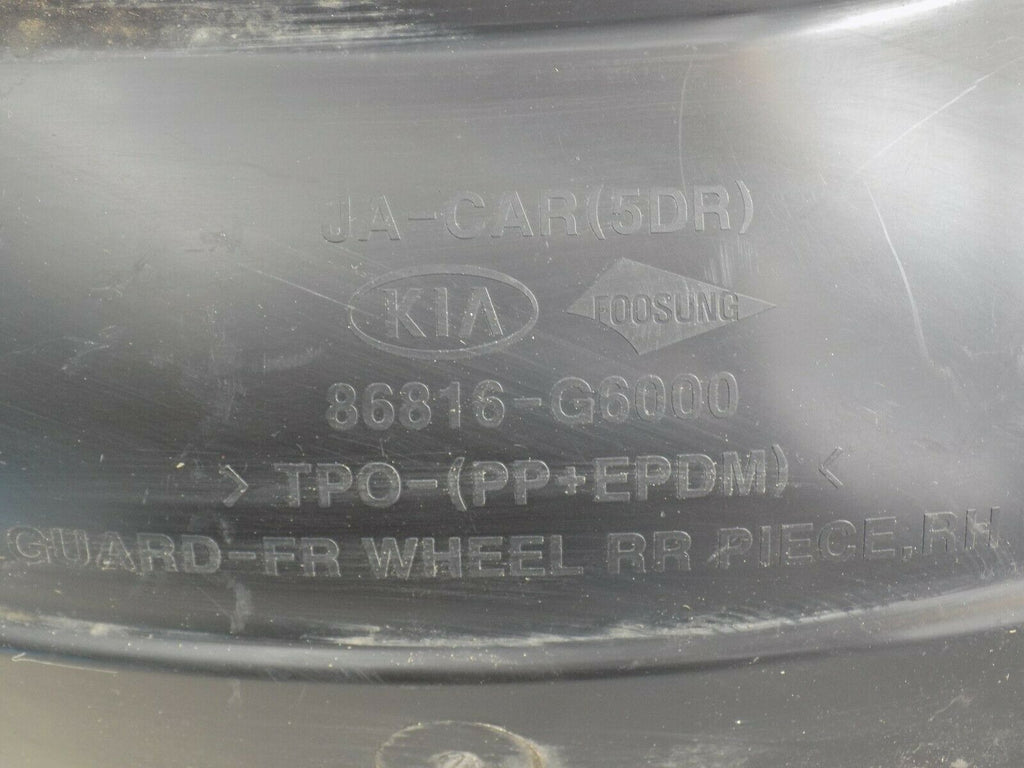 JA-CAR(5DR)
KIA FOOSUNG
86816-G6000
> TPO-(PP+EPDM) <
GUARD-FR WHEEL RR PIECE,RH